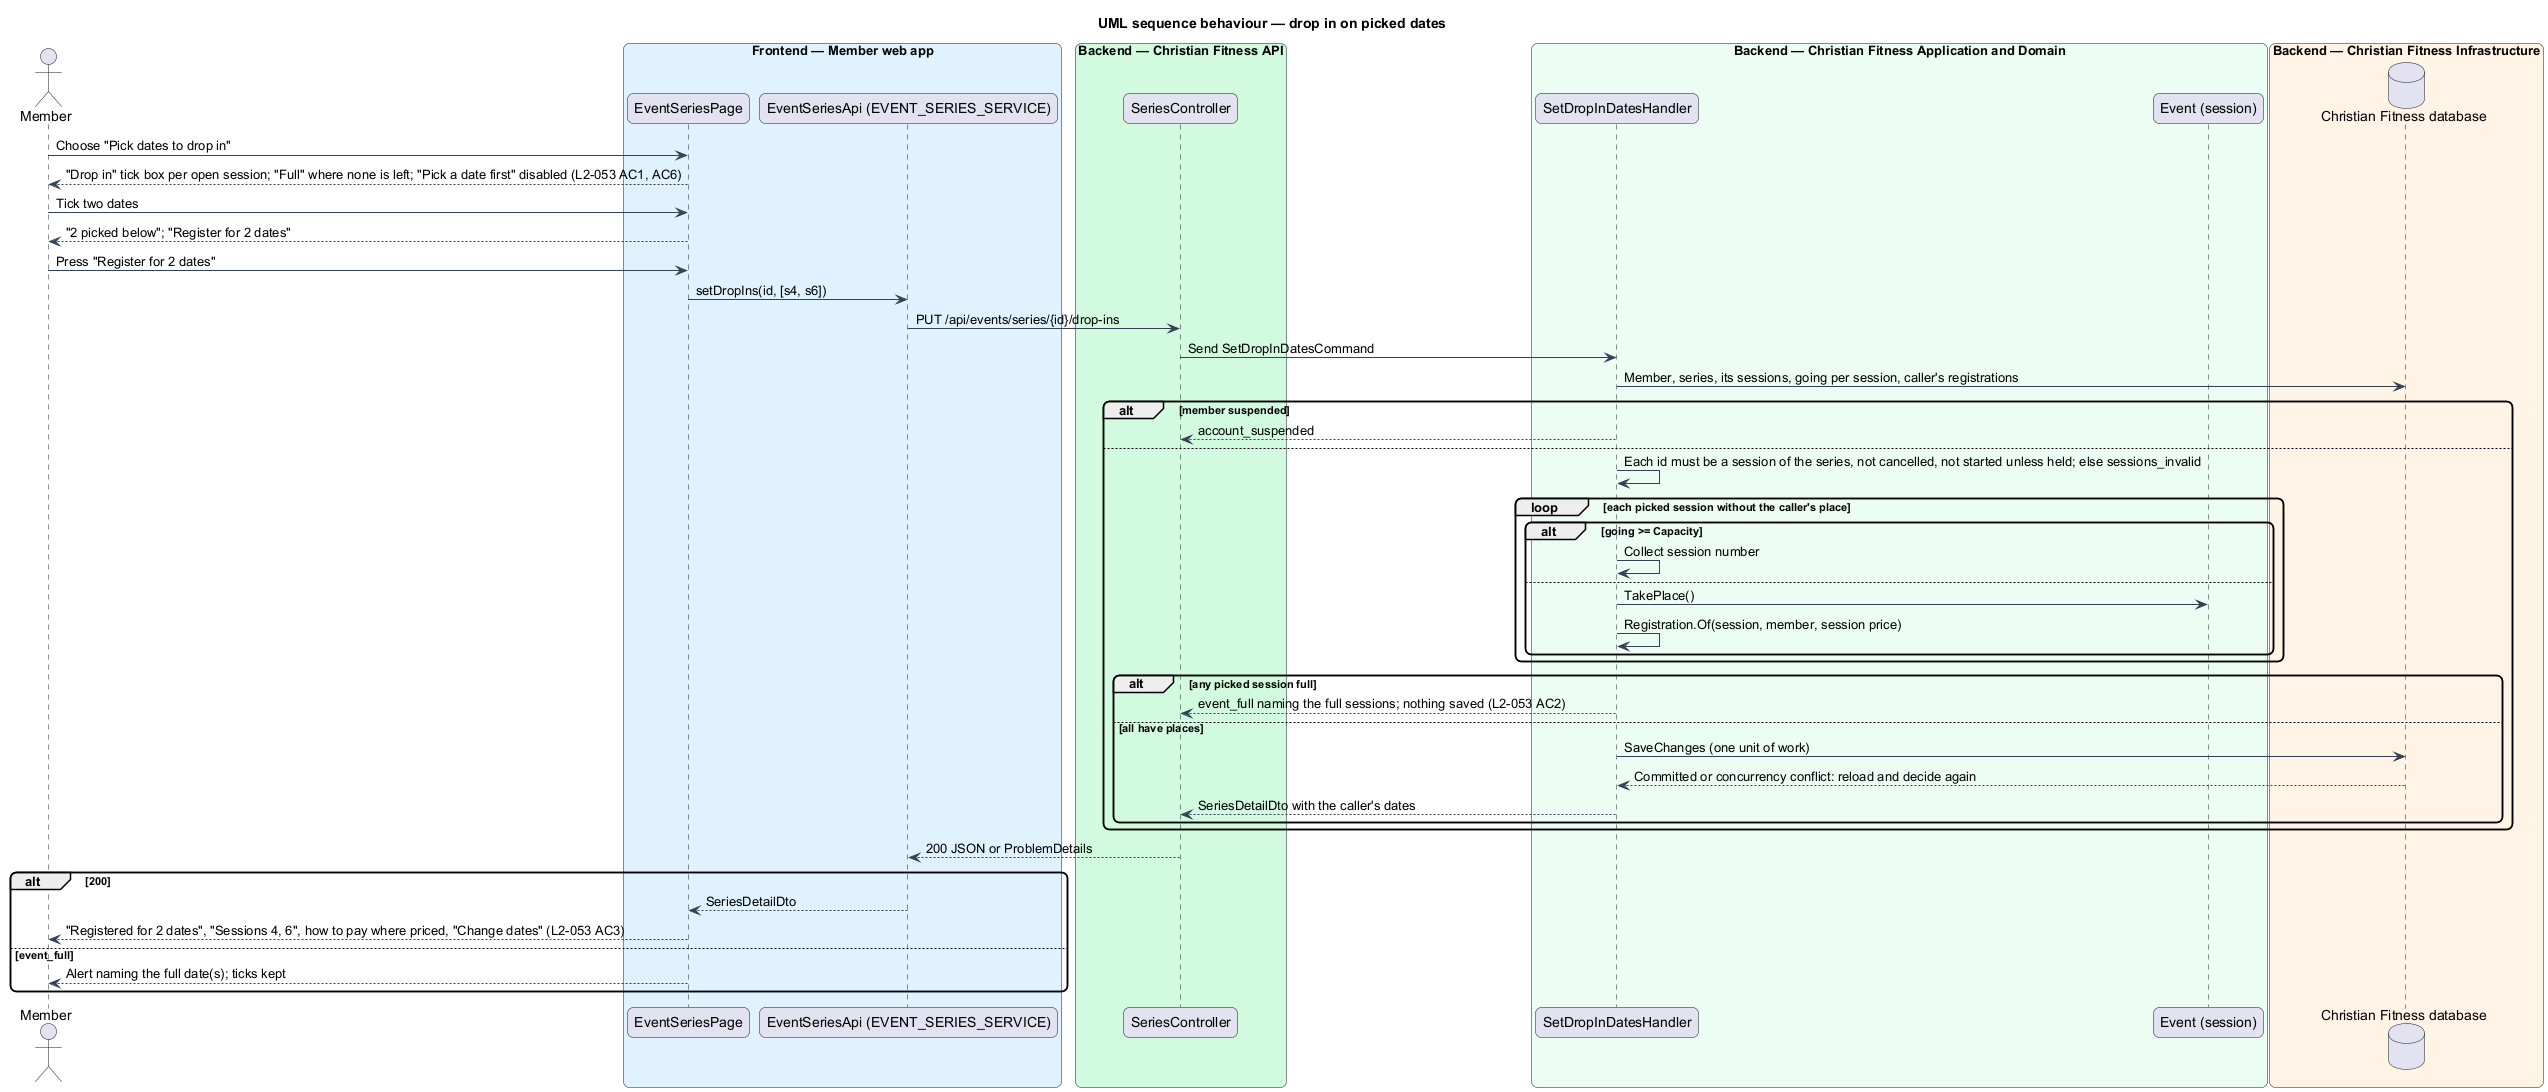 UML sequence behaviour — drop in on picked dates
Frontend — Member web app
Backend — Christian Fitness API
Backend — Christian Fitness Application and Domain
Backend — Christian Fitness Infrastructure
Member
EventSeriesPage
EventSeriesApi (EVENT_SERIES_SERVICE)
SeriesController
SetDropInDatesHandler
Event (session)
Christian Fitness database
Choose "Pick dates to drop in"
"Drop in" tick box per open session; "Full" where none is left; "Pick a date first" disabled (L2-053 AC1, AC6)
Tick two dates
"2 picked below"; "Register for 2 dates"
Press "Register for 2 dates"
setDropIns(id, [s4, s6])
PUT /api/events/series/{id}/drop-ins
Send SetDropInDatesCommand
Member, series, its sessions, going per session, caller's registrations
alt [member suspended]
account_suspended
Each id must be a session of the series, not cancelled, not started unless held; else sessions_invalid
loop [each picked session without the caller's place]
alt [going >= Capacity]
Collect session number
TakePlace()
Registration.Of(session, member, session price)
alt [any picked session full]
event_full naming the full sessions; nothing saved (L2-053 AC2)
[all have places]
SaveChanges (one unit of work)
Committed or concurrency conflict: reload and decide again
SeriesDetailDto with the caller's dates
200 JSON or ProblemDetails
alt [200]
SeriesDetailDto
"Registered for 2 dates", "Sessions 4, 6", how to pay where priced, "Change dates" (L2-053 AC3)
[event_full]
Alert naming the full date(s); ticks kept
Member
EventSeriesPage
EventSeriesApi (EVENT_SERIES_SERVICE)
SeriesController
SetDropInDatesHandler
Event (session)
Christian Fitness database